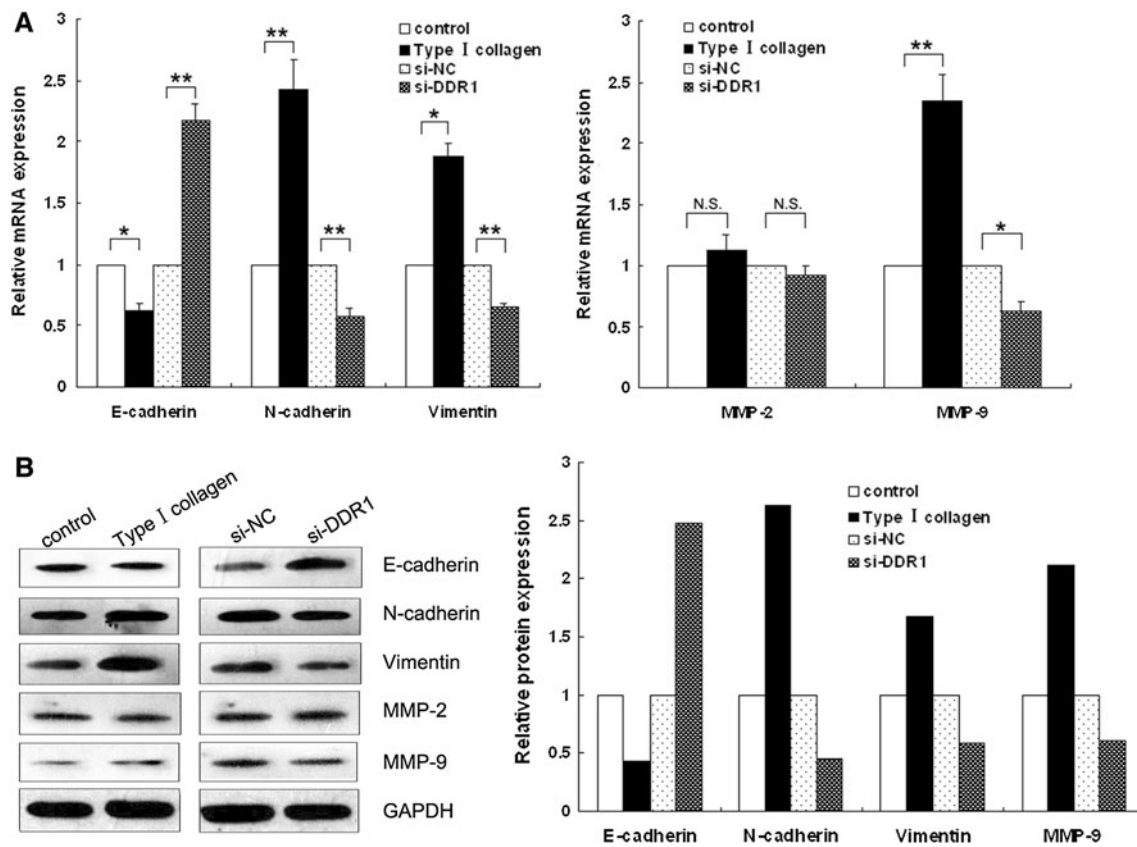 A
Relative mRNA expression
3
2.5
2
1.5
1
0.5
0
control
Type I collagen
si-NC
si-DDR1
*
**
**
**
*
**
E-cadherin
N-cadherin
Vimentin
Relative mRNA expression
3
2.5
2
1.5
1
0.5
0
control
Type I collagen
si-NC
si-DDR1
N.S.
N.S.
**
*
MMP-2
MMP-9
B
control
Type I collagen
si-NC
si-DDR1
E-cadherin
N-cadherin
Vimentin
MMP-2
MMP-9
GAPDH
Relative protein expression
3
2.5
2
1.5
1
0.5
0
control
Type I collagen
si-NC
si-DDR1
E-cadherin
N-cadherin
Vimentin
MMP-9